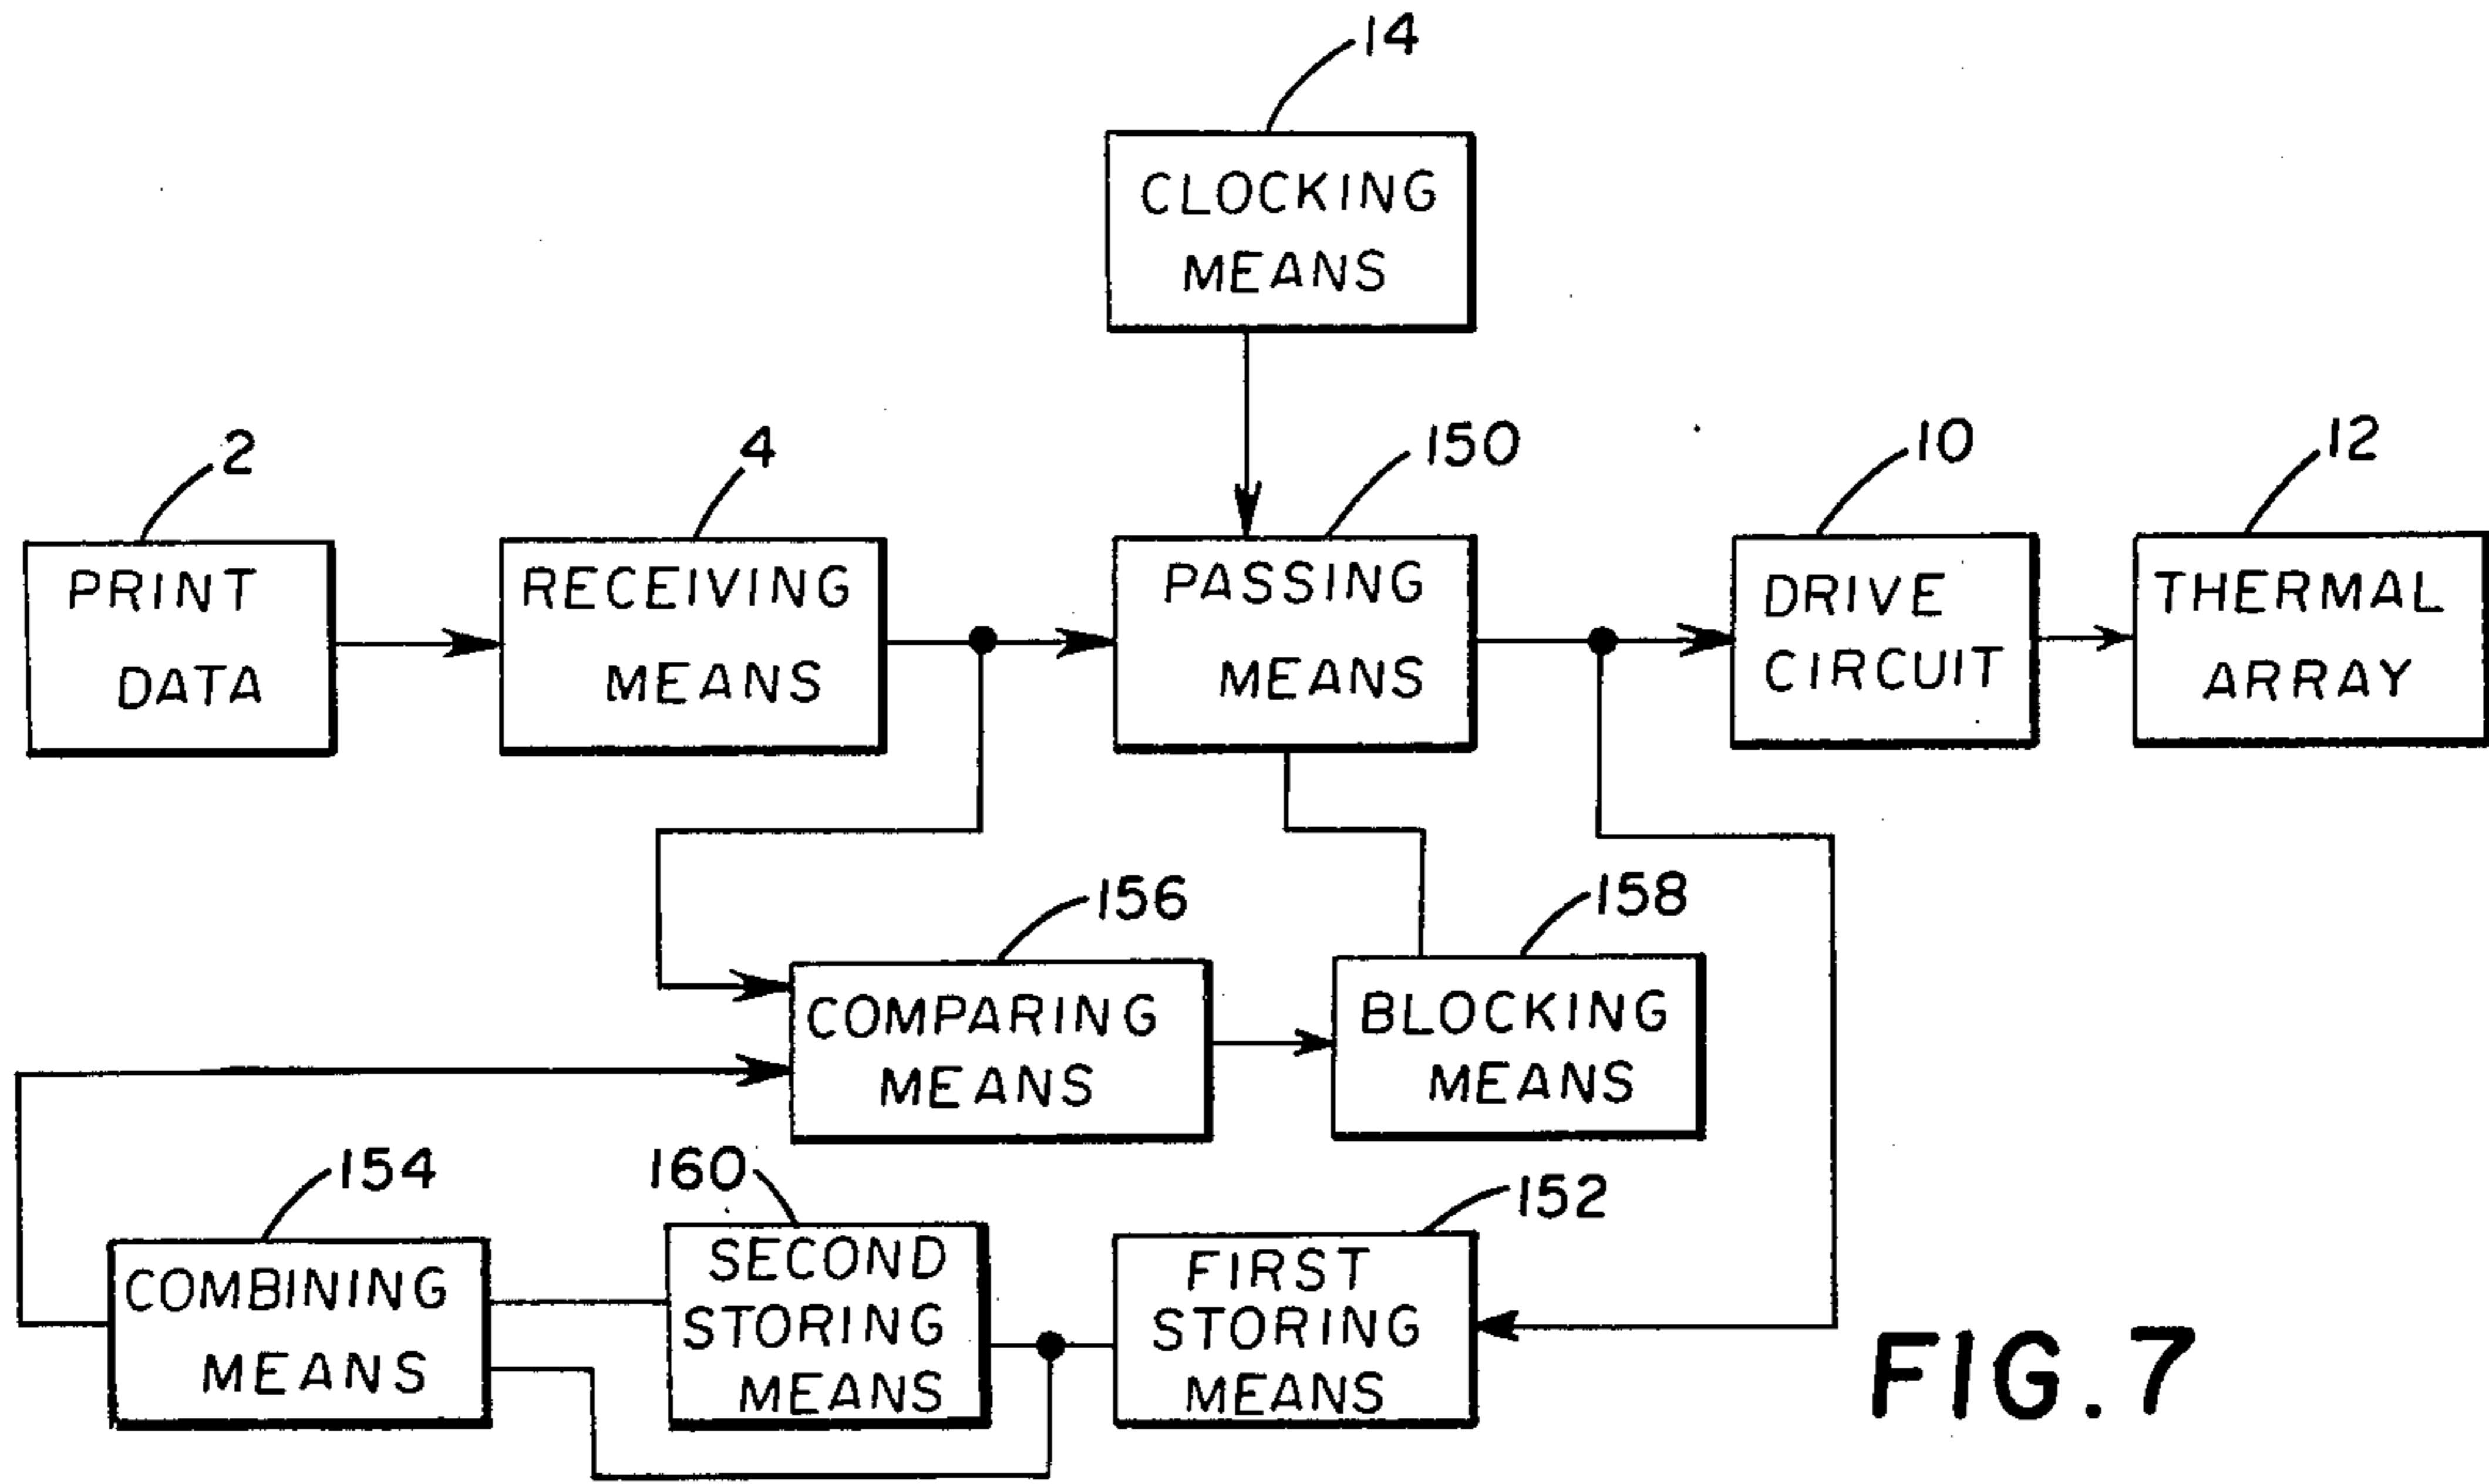 14
CLOCKING
MEANS
2
4
150
10
12
PRINT
DATA
RECEIVING
MEANS
PASSING
MEANS
DRIVE
CIRCUIT
THERMAL
ARRAY
156
158
COMPARING
MEANS
BLOCKING
MEANS
154
160
152
COMBINING
MEANS
SECOND
STORING
MEANS
FIRST
STORING
MEANS
FIG. 7